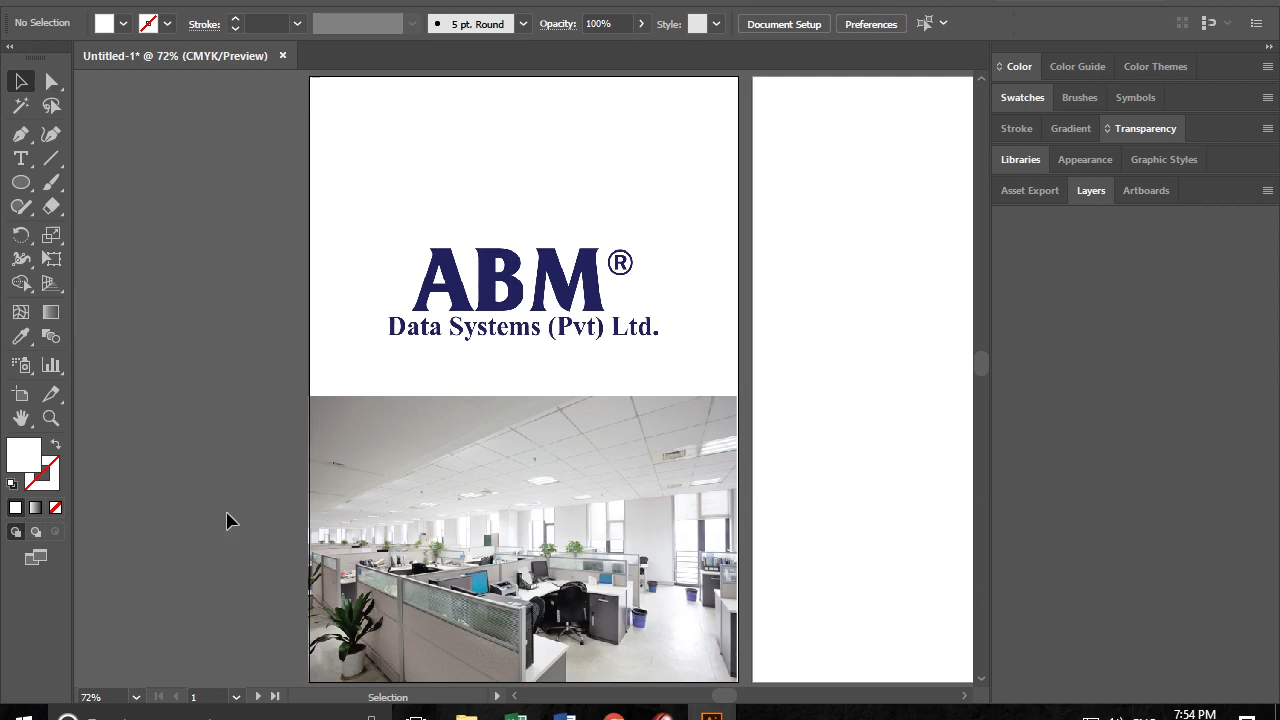 No Selection
Stroke:
5 pt. Round
Opacity:
100%
Style:
Document Setup
Preferences
Untitled-1* @ 72% (CMYK/Preview)
Color
Color Guide
Color Themes
Swatches
Brushes
Symbols
Stroke
Gradient
Transparency
Libraries
Appearance
Graphic Styles
Asset Export
Layers
Artboards
ABM®
Data Systems (Pvt) Ltd.
72%
1
Selection
7:54 PM